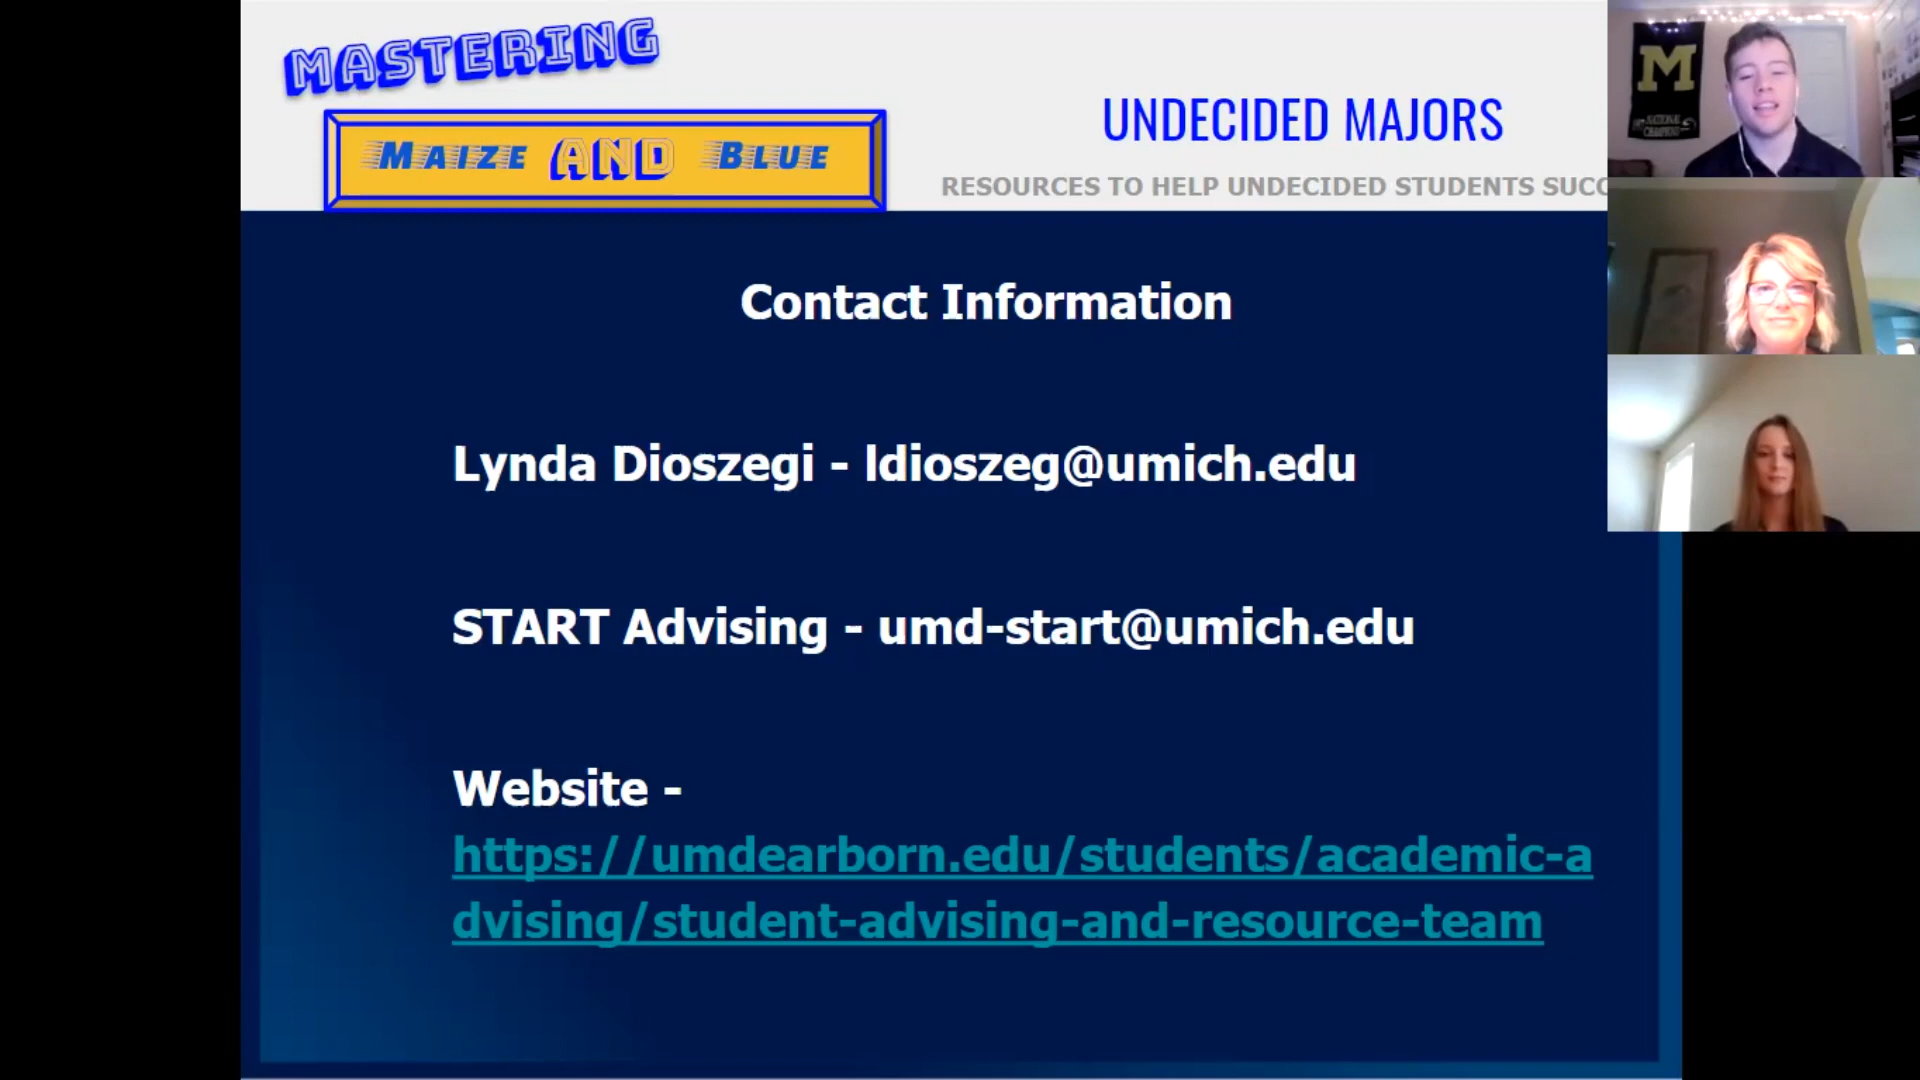 MASTERING
MAIZE AND BLUE
UNDECIDED MAJORS
RESOURCES TO HELP UNDECIDED STUDENTS SUCC
M
NATIONAL
Contact Information
Lynda Dioszegi - ldioszeg@umich.edu
START Advising - umd-start@umich.edu
Website -
https://umdearborn.edu/students/academic-a
dvising/student-advising-and-resource-team